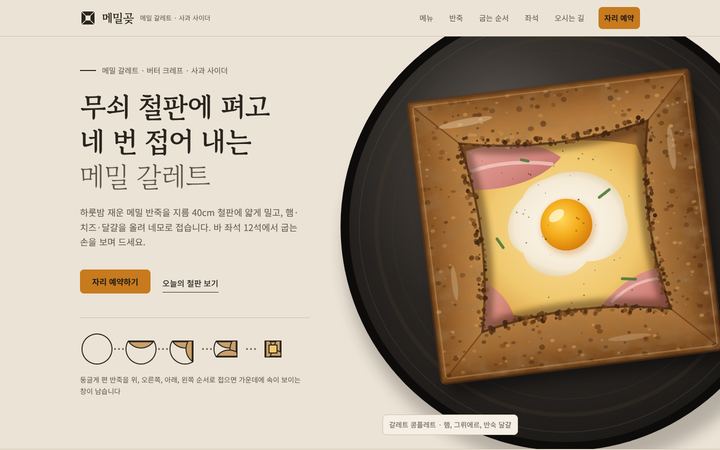 메밀곶
메밀 갈레트 · 사과 사이더
메뉴
반죽
굽는 순서
좌석
오시는 길
자리 예약
메밀 갈레트 · 버터 크레프 · 사과 사이더
무쇠 철판에 펴고
네 번 접어 내는
메밀 갈레트
하룻밤 재운 메밀 반죽을 지름 40cm 철판에 얇게 밀고, 햄·
치즈·달걀을 올려 네모로 접습니다. 바 좌석 12석에서 굽는
손을 보며 드세요.
자리 예약하기
오늘의 철판 보기
둥글게 편 반죽을 위, 오른쪽, 아래, 왼쪽 순서로 접으면 가운데에 속이 보이는
창이 남습니다
갈레트 콩플레트 · 햄, 그뤼에르, 반숙 달걀